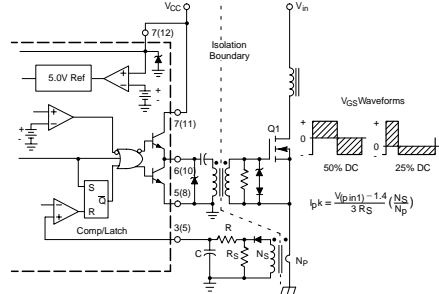 VCC
Vin
7(12)
Isolation
Boundary
5.0V Ref
+
-
7(11)
Q1
VGS Waveforms
+
0
-
+
0
-
50% DC
25% DC
+
-
6(10)
S
Q
R
5(8)
Comp/Latch
3(5)
R
C
RS
NS
NP
Ipk = V(pin1) – 1.4 / 3 RS (NS/NP)